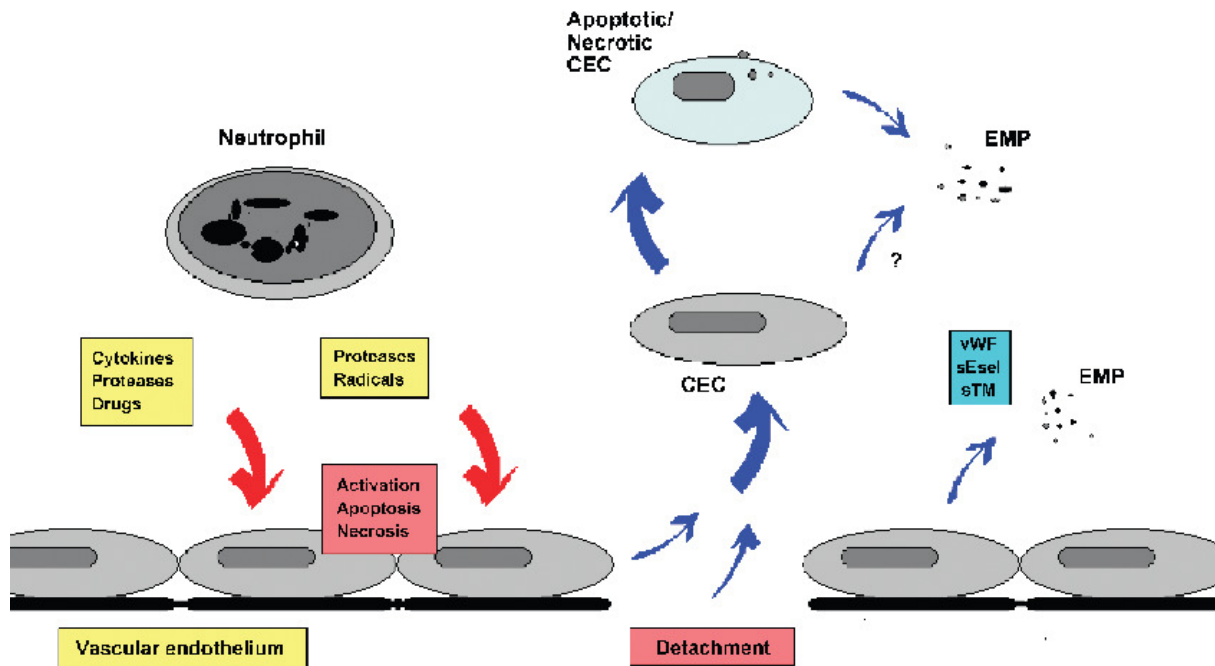 Apoptotic/
Necrotic
CEC
Neutrophil
EMP
?
Cytokines
Proteases
Drugs
Proteases
Radicals
CEC
vWF
sEsel
sTM
EMP
Activation
Apoptosis
Necrosis
Vascular endothelium
Detachment